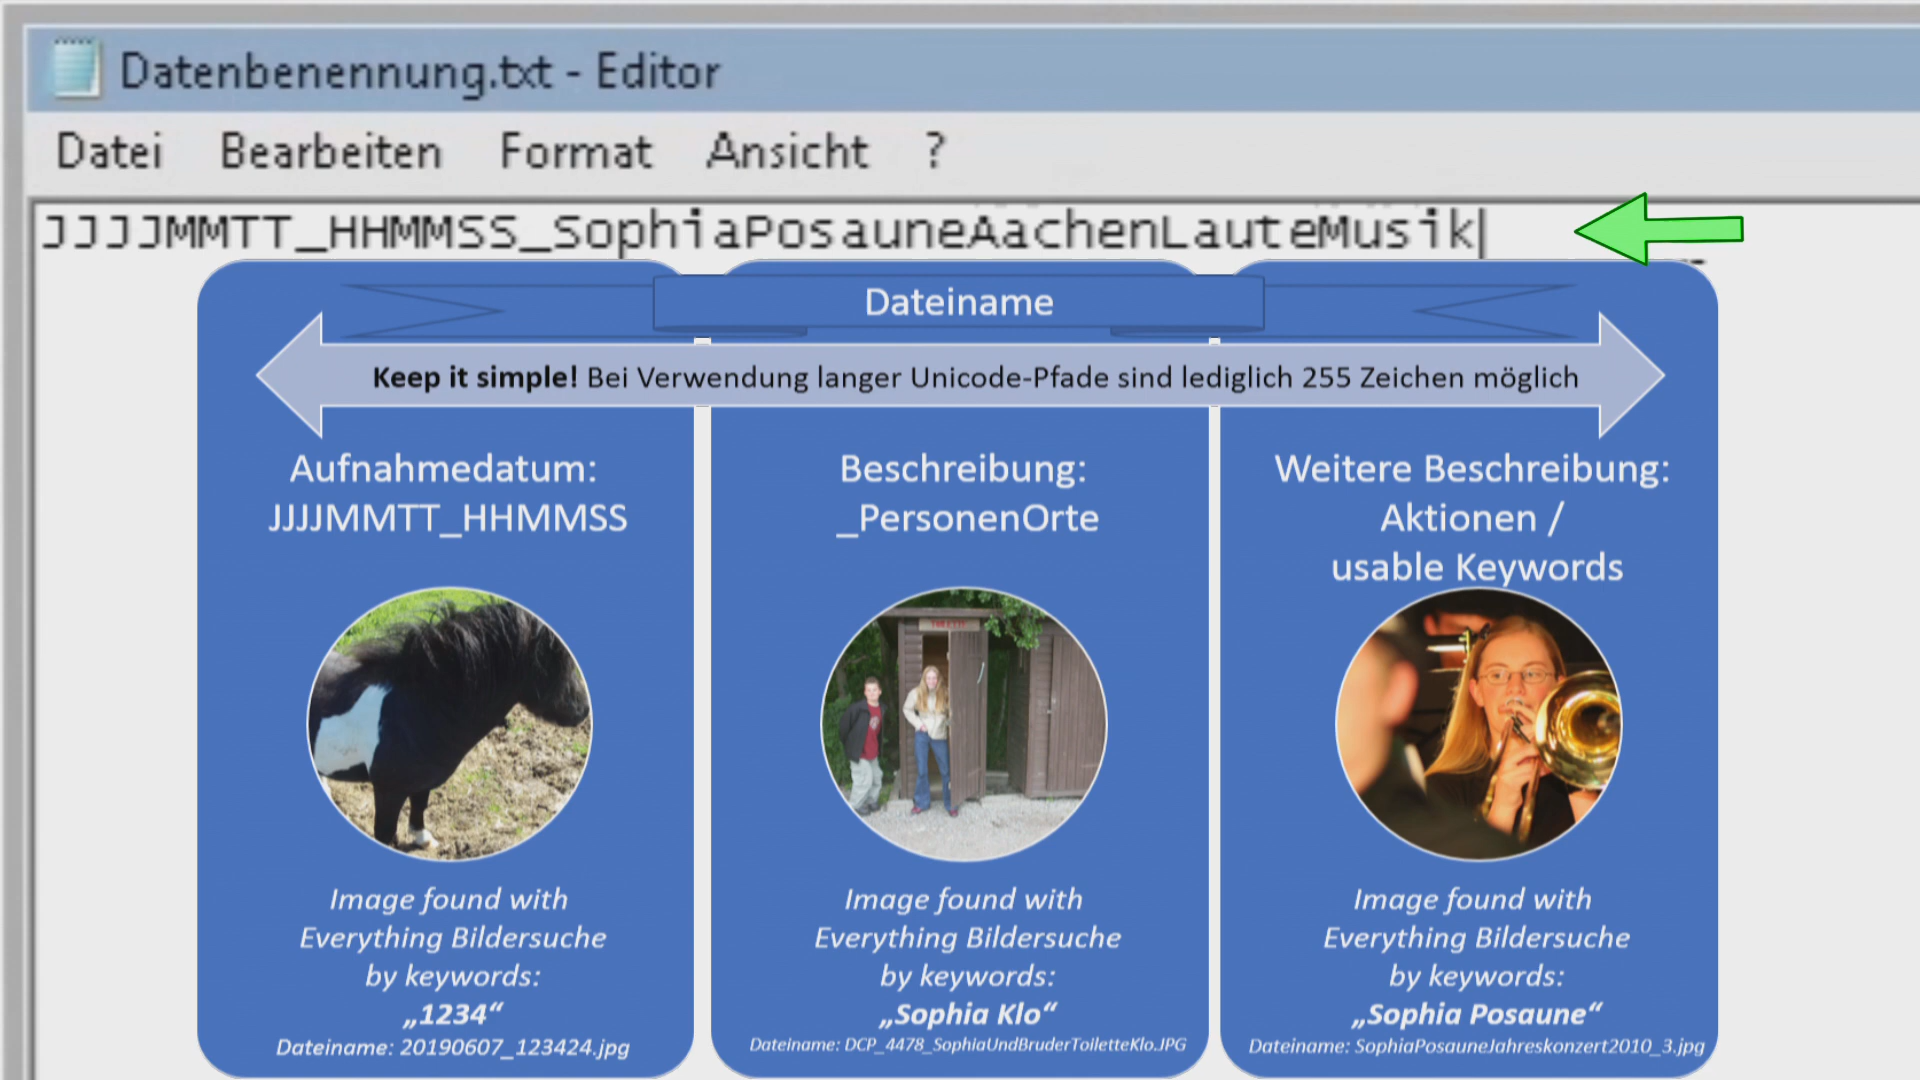 Datenbenennung.txt - Editor
Datei Bearbeiten Format Ansicht ?
JJJJMMTT_HHMMSS_SophiaPosauneAachenLauteMusik
Dateiname
Keep it simple! Bei Verwendung langer Unicode-Pfade sind lediglich 255 Zeichen möglich
Aufnahmedatum:
JJJJMMTT_HHMMSS
Image found with
Everything Bildersuche
by keywords:
„1234“
Dateiname: 20190607_123424.jpg
Beschreibung:
_PersonenOrte
TOILETTE
Image found with
Everything Bildersuche
by keywords:
„Sophia Klo“
Dateiname: DCP_4478_SophiaUndBruderToiletteKlo.JPG
Weitere Beschreibung:
Aktionen /
usable Keywords
Image found with
Everything Bildersuche
by keywords:
„Sophia Posaune“
Dateiname: SophiaPosauneJahreskonzert2010_3.jpg